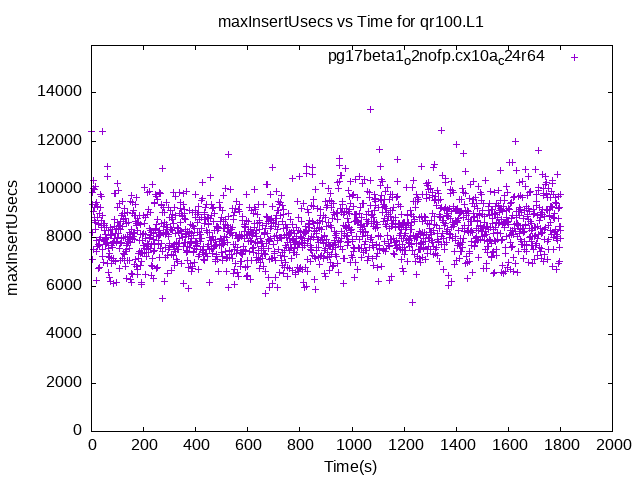 maxInsertUsecs vs Time for qr100.L1
pg17beta1_o2nofp.cx10a_c24r64
14000
12000
10000
maxInsertUsecs
8000
6000
4000
2000
0
0 200 400 600 800 1000 1200 1400 1600 1800 2000
Time(s)